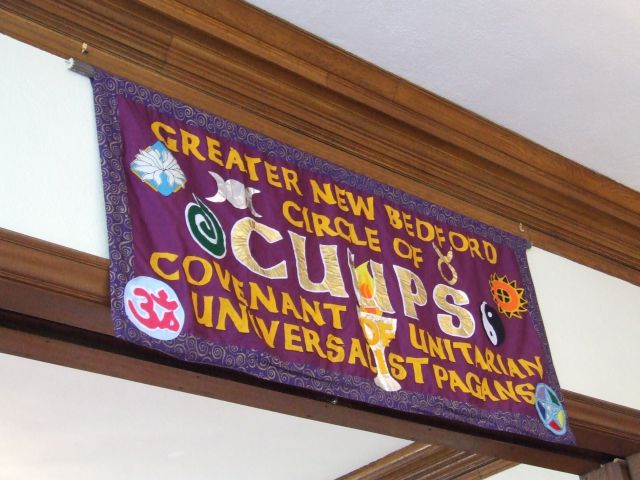 GREATER NEW BEDFORD
CIRCLE OF
CUUPS
COVENANT OF UNITARIAN
UNIVERSALIST PAGANS
ॐ